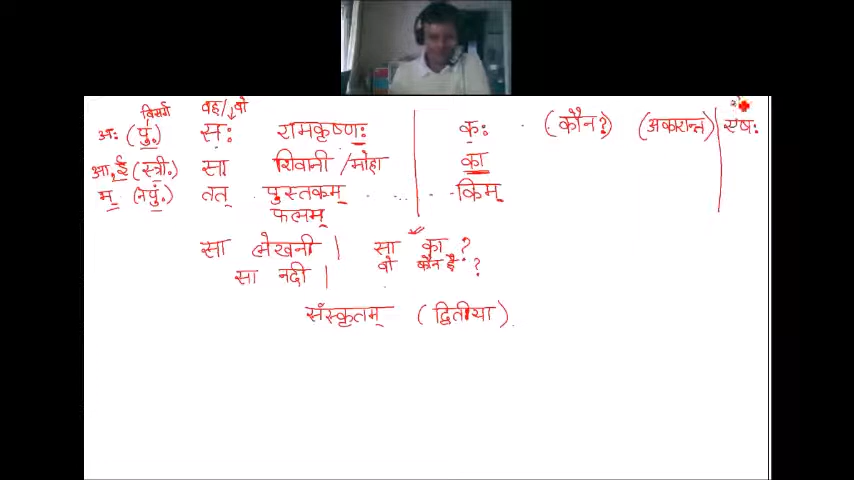 विसर्ग वह/वो
अः (पुं.) सः रामकृष्णः कः (कौन?) (अकारान्त) एषः
आ, ई (स्त्री.) सा शिवानी / मोहा का
म् (नपुं.) तत् पुस्तकम् किम्
फलम्
सा लेखनी | सा का ?
सा नदी | वो कौन है ?
संस्कृतम् (द्वितीया)